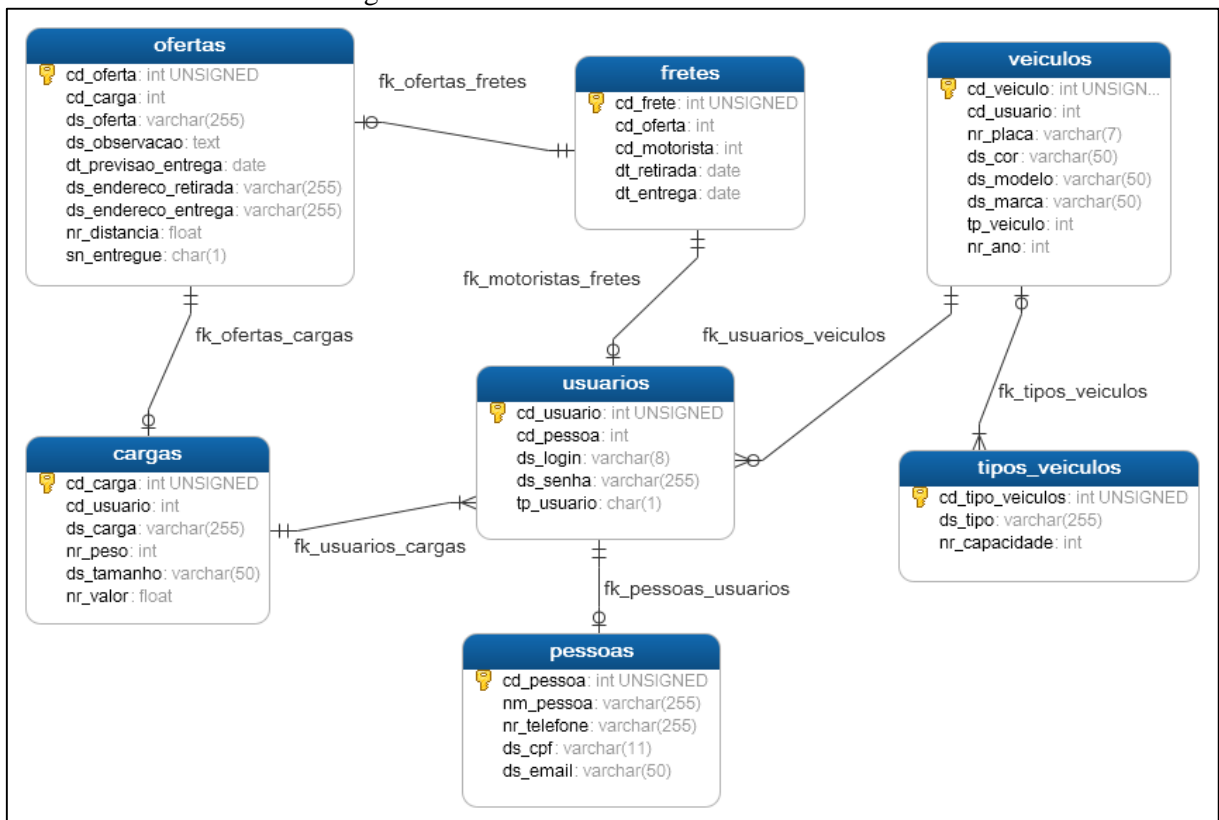 ofertas
cd_oferta: int UNSIGNED
cd_carga: int
ds_oferta: varchar(255)
ds_observacao: text
dt_previsao_entrega: date
ds_endereco_retirada: varchar(255)
ds_endereco_entrega: varchar(255)
nr_distancia: float
sn_entregue: char(1)
fk_ofertas_fretes
fretes
cd_frete: int UNSIGNED
cd_oferta: int
cd_motorista: int
dt_retirada: date
dt_entrega: date
veiculos
cd_veiculo: int UNSIGN...
cd_usuario: int
nr_placa: varchar(7)
ds_cor: varchar(50)
ds_modelo: varchar(50)
ds_marca: varchar(50)
tp_veiculo: int
nr_ano: int
fk_motoristas_fretes
fk_ofertas_cargas
fk_usuarios_veiculos
fk_tipos_veiculos
usuarios
cd_usuario: int UNSIGNED
cd_pessoa: int
ds_login: varchar(8)
ds_senha: varchar(255)
tp_usuario: char(1)
cargas
cd_carga: int UNSIGNED
cd_usuario: int
ds_carga: varchar(255)
nr_peso: int
ds_tamanho: varchar(50)
nr_valor: float
fk_usuarios_cargas
tipos_veiculos
cd_tipo_veiculos: int UNSIGNED
ds_tipo: varchar(255)
nr_capacidade: int
fk_pessoas_usuarios
pessoas
cd_pessoa: int UNSIGNED
nm_pessoa: varchar(255)
nr_telefone: varchar(255)
ds_cpf: varchar(11)
ds_email: varchar(50)